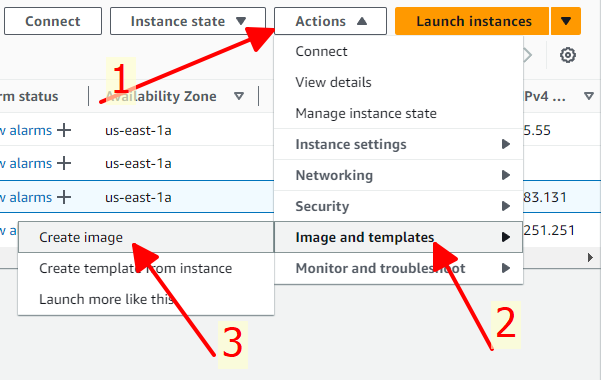 Connect Instance state Actions Launch instances
Connect
1
View details
rm status Availability Zone Pv4 ...
Manage instance state
w alarms us-east-1a 5.55
Instance settings
w alarms us-east-1a
Networking
w alarms us-east-1a 83.131
Security
w al 251.251
Create image Image and templates
Create template from instance Monitor and troubleshoot
Launch more like this
2
3